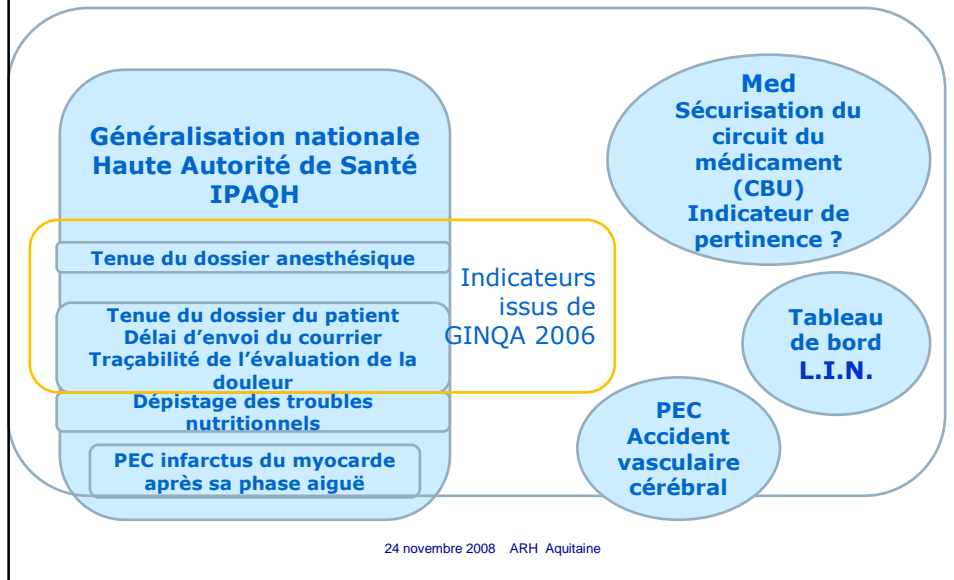 Généralisation nationale
Haute Autorité de Santé
IPAQH
Tenue du dossier anesthésique
Tenue du dossier du patient
Délai d’envoi du courrier
Traçabilité de l’évaluation de la
douleur
Dépistage des troubles
nutritionnels
PEC infarctus du myocarde
après sa phase aiguë
Indicateurs
issus de
GINQA 2006
Med
Sécurisation du
circuit du
médicament
(CBU)
Indicateur de
pertinence ?
Tableau
de bord
L.I.N.
PEC
Accident
vasculaire
cérébral
24 novembre 2008 ARH Aquitaine